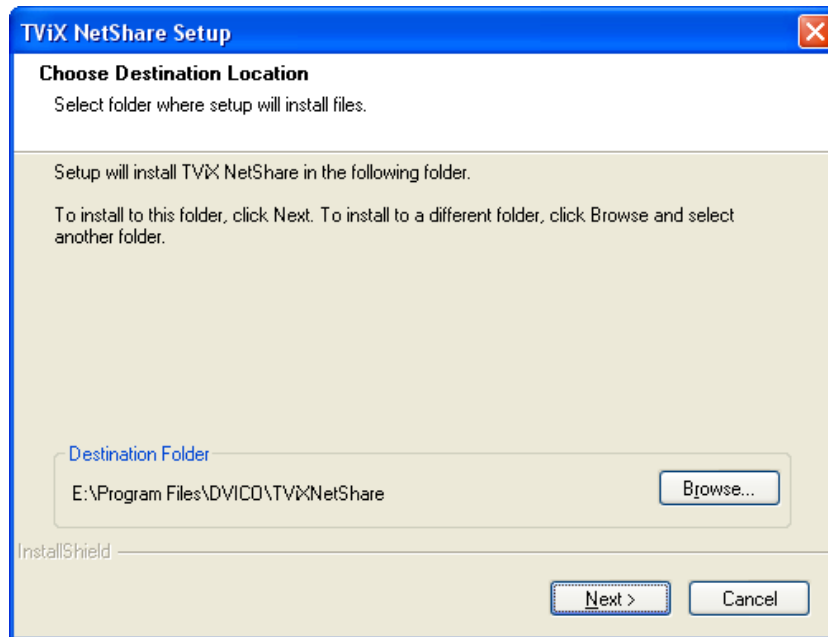 TViX NetShare Setup
Choose Destination Location
Select folder where setup will install files.
Setup will install TViX NetShare in the following folder.
To install to this folder, click Next. To install to a different folder, click Browse and select
another folder.
Destination Folder
E:\Program Files\DVICO\TViXNetShare
Browse...
InstallShield
Next >
Cancel